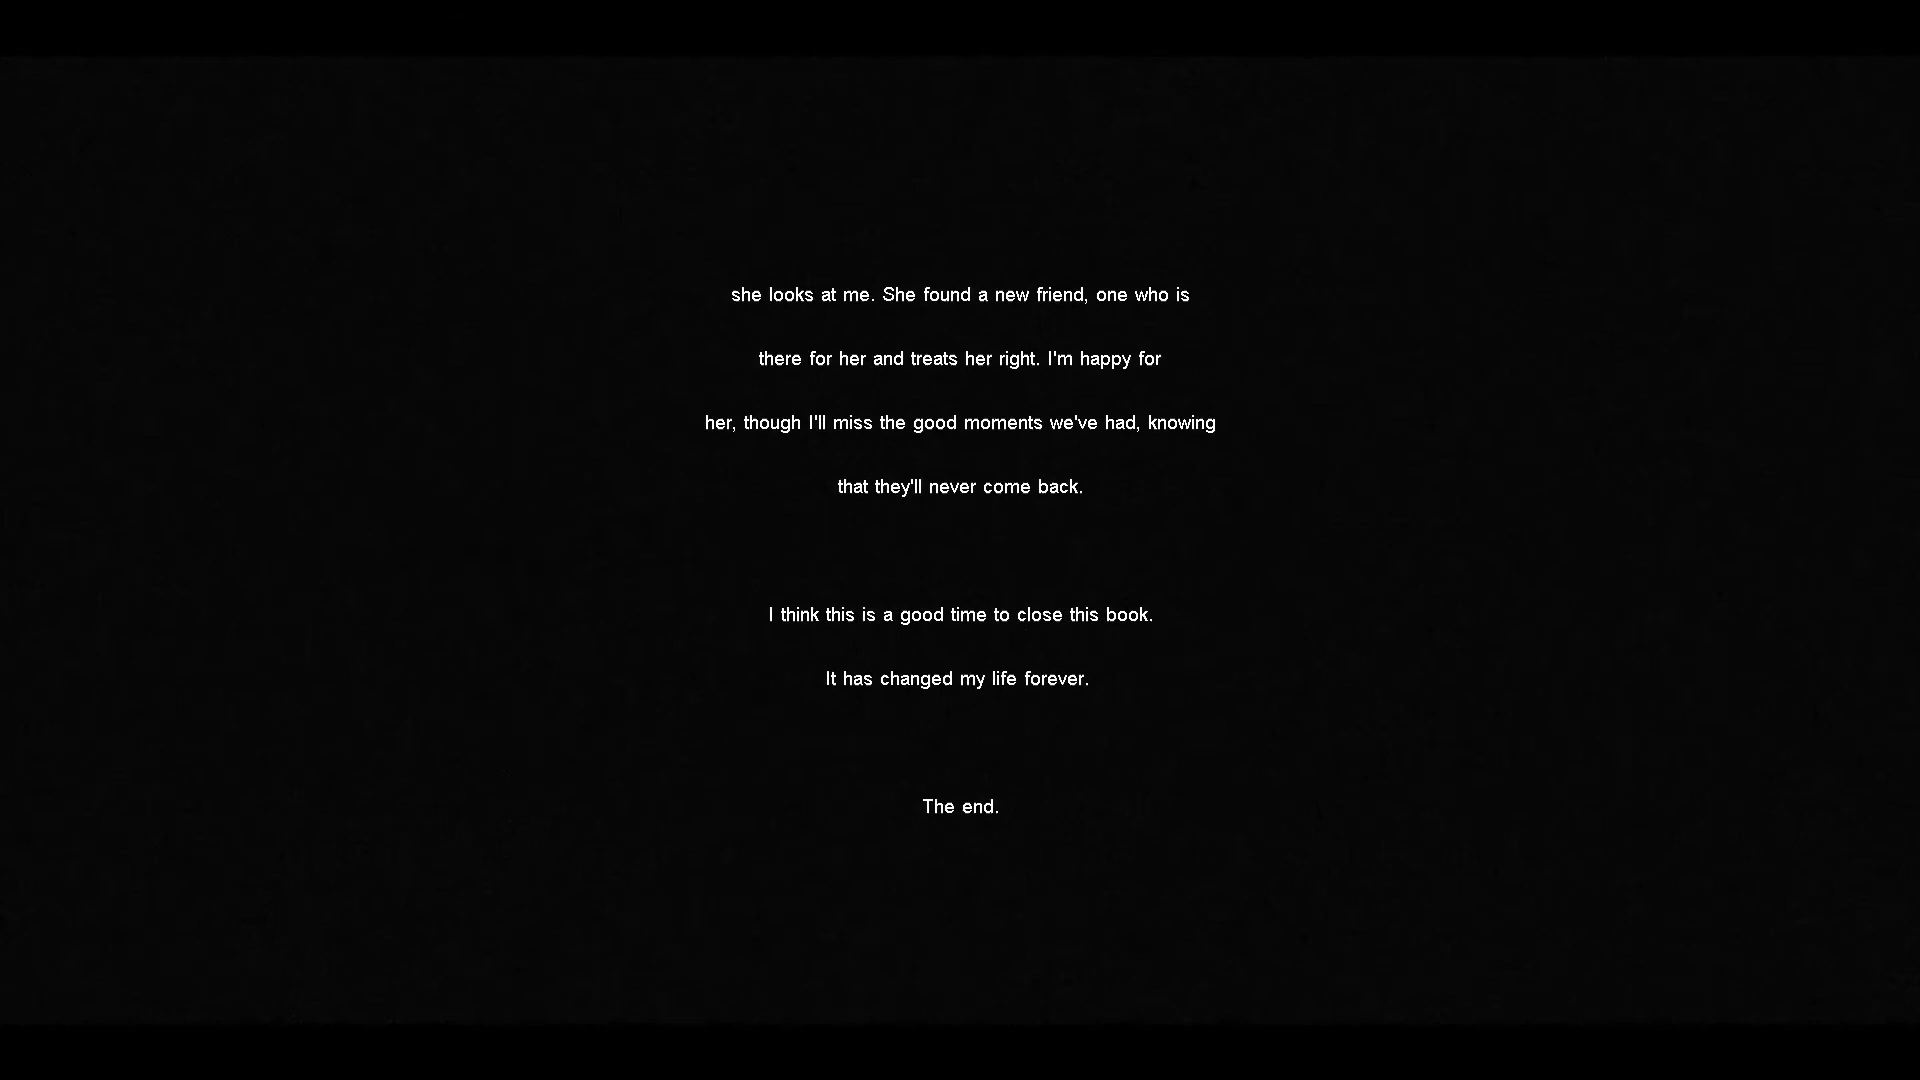 she looks at me. She found a new friend, one who is
there for her and treats her right. I'm happy for
her, though I'll miss the good moments we've had, knowing
that they'll never come back.
I think this is a good time to close this book.
It has changed my life forever.
The end.